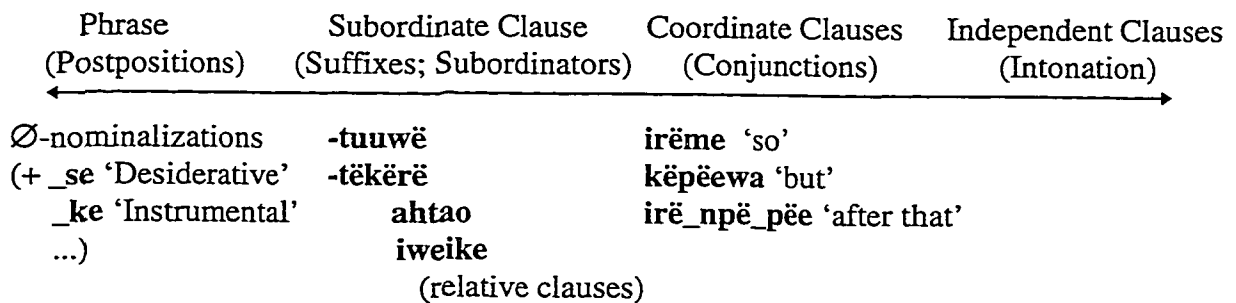 Phrase Subordinate Clause Coordinate Clauses Independent Clauses
(Postpositions) (Suffixes; Subordinators) (Conjunctions) (Intonation)
Ø-nominalizations -tuuwë irëme ‘so’
(+ _se ‘Desiderative’ -tëkërë këpëewa ‘but’
_ke ‘Instrumental’ ahtao irë_npë_pëe ‘after that’
...) iweike
(relative clauses)